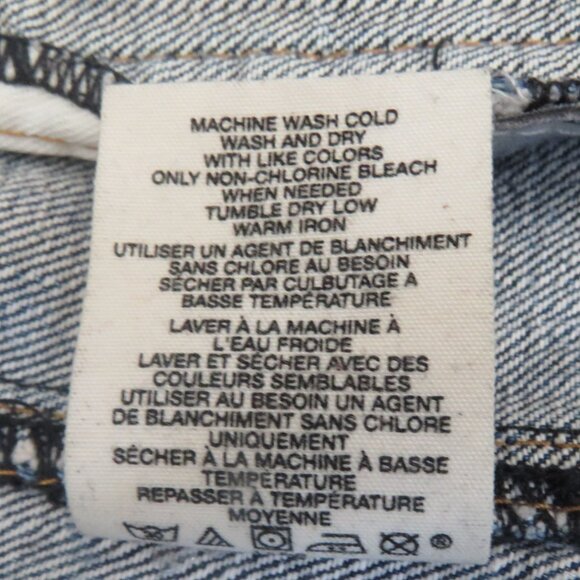 MACHINE WASH COLD
WASH AND DRY
WITH LIKE COLORS
ONLY NON-CHLORINE BLEACH
WHEN NEEDED
TUMBLE DRY LOW
WARM IRON
UTILISER UN AGENT DE BLANCHIMENT
SANS CHLORE AU BESOIN
SÉCHER PAR CULBUTAGE A
BASSE TEMPÉRATURE
LAVER À LA MACHINE À
L'EAU FROIDE
LAVER ET SÉCHER AVEC DES
COULEURS SEMBLABLES
UTILISER AU BESOIN UN AGENT
DE BLANCHIMENT SANS CHLORE
UNIQUEMENT
SÉCHER À LA MACHINE À BASSE
TEMPÉRATURE
REPASSER À TEMPÉRATURE
MOYENNE